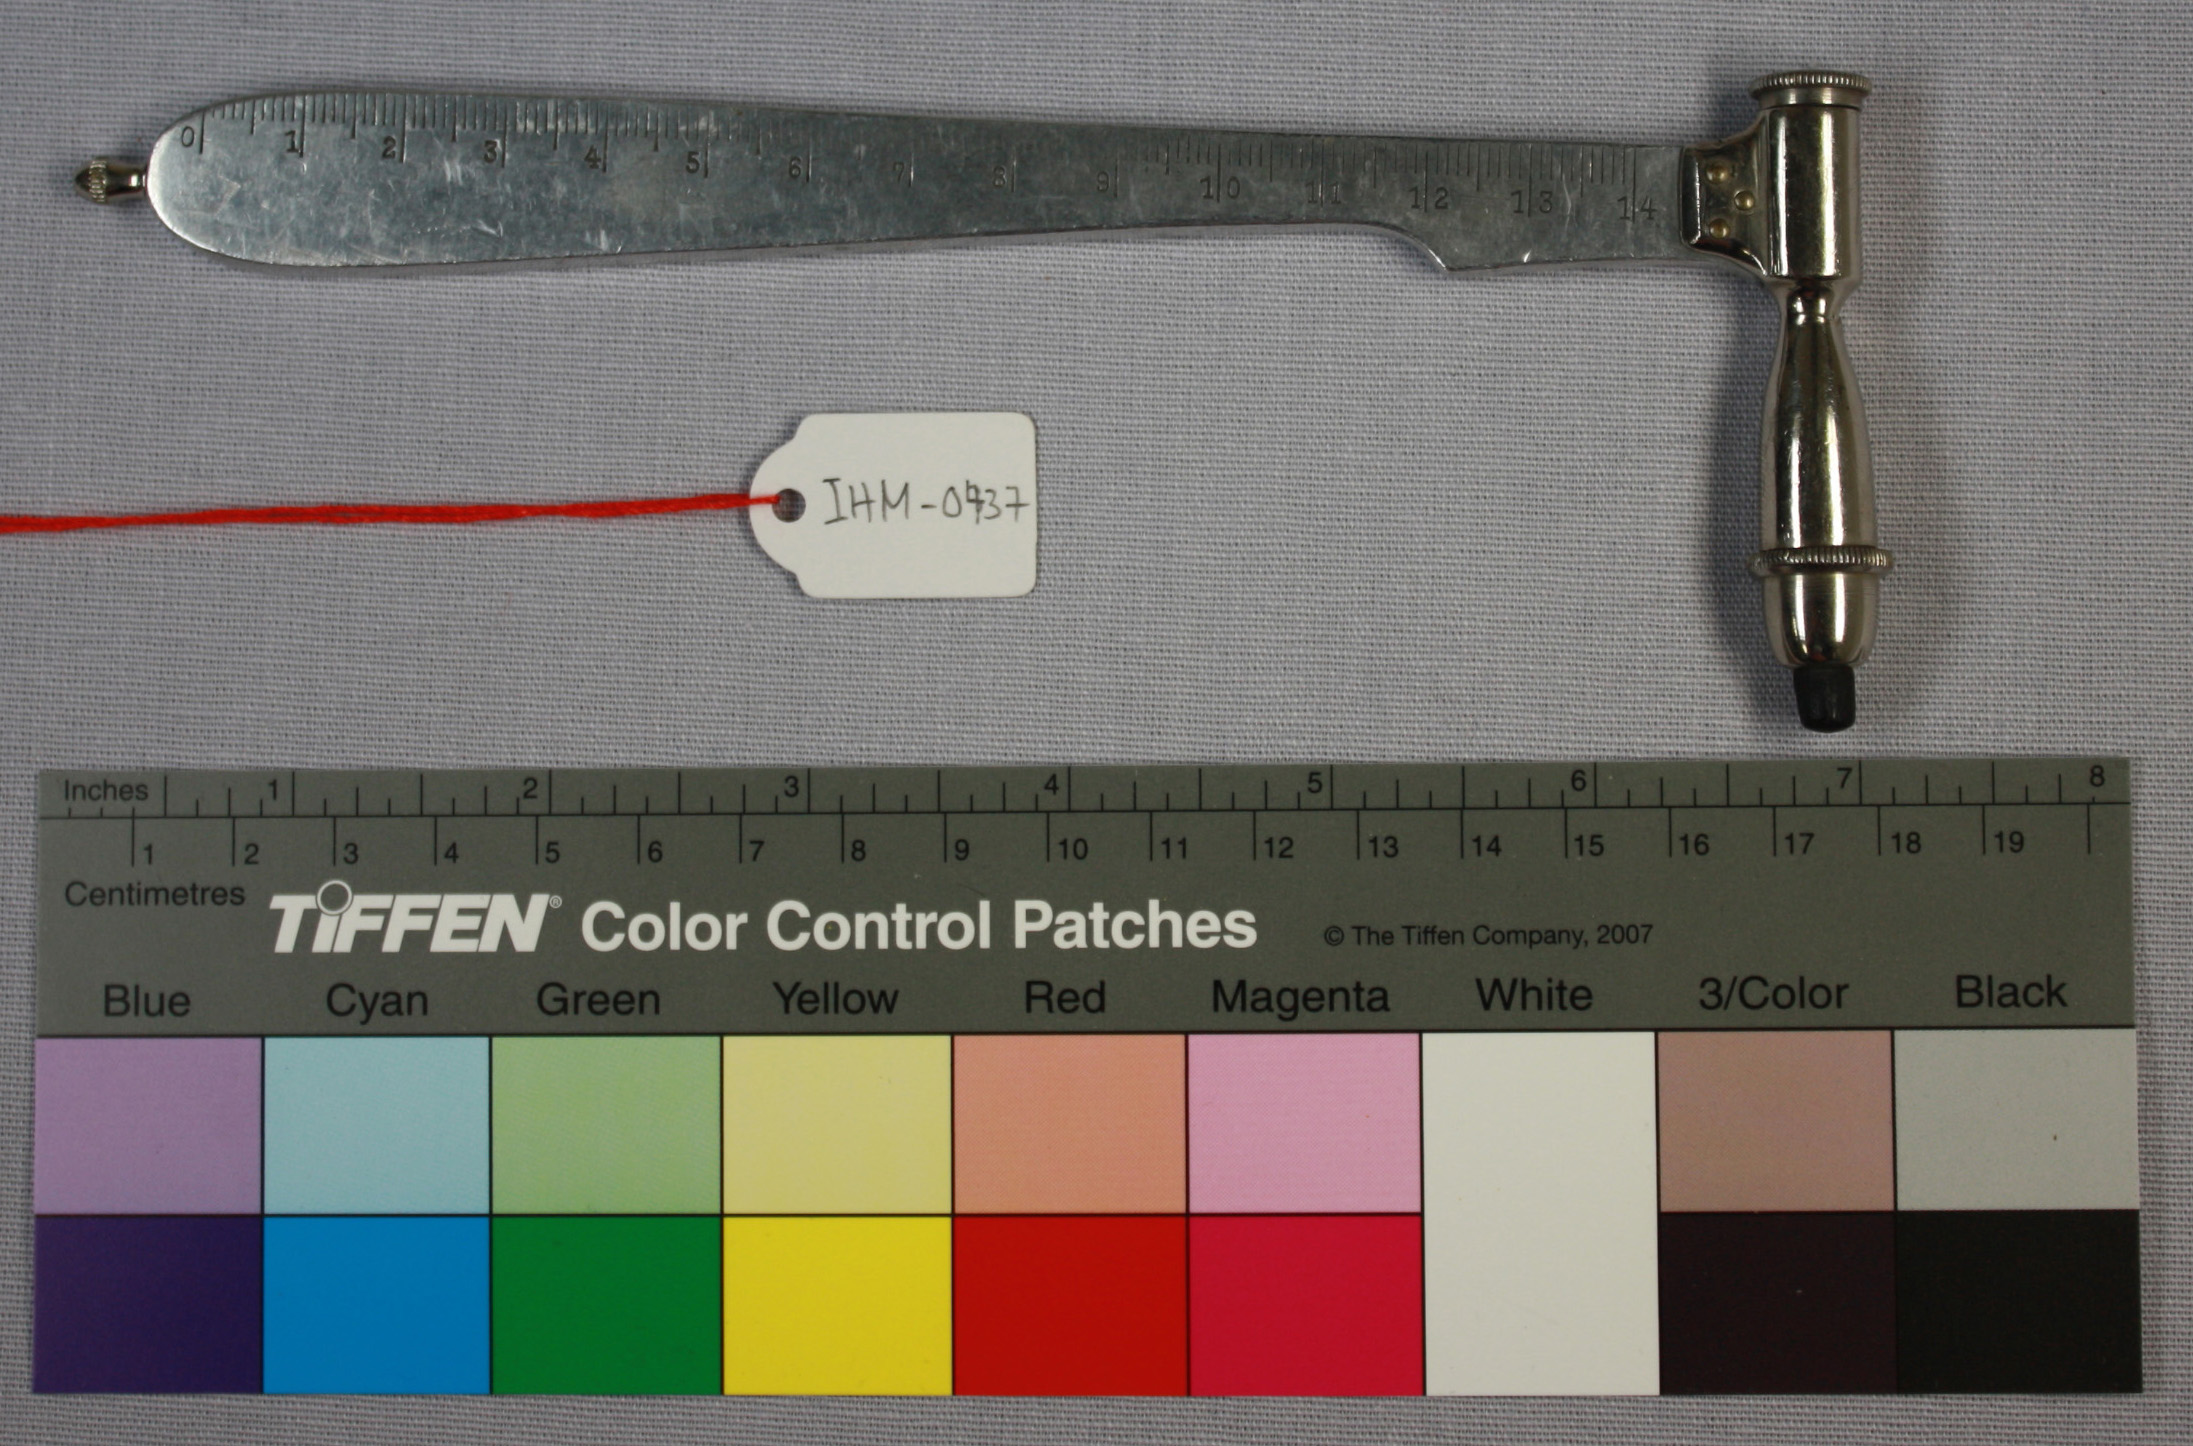 0 1 2 3 4 5 6 7 8 9 10 11 12 13 14
IHM-0437
Inches 1 2 3 4 5 6 7 8
1 2 3 4 5 6 7 8 9 10 11 12 13 14 15 16 17 18 19
Centimetres
TIFFEN® Color Control Patches © The Tiffen Company, 2007
Blue Cyan Green Yellow Red Magenta White 3/Color Black